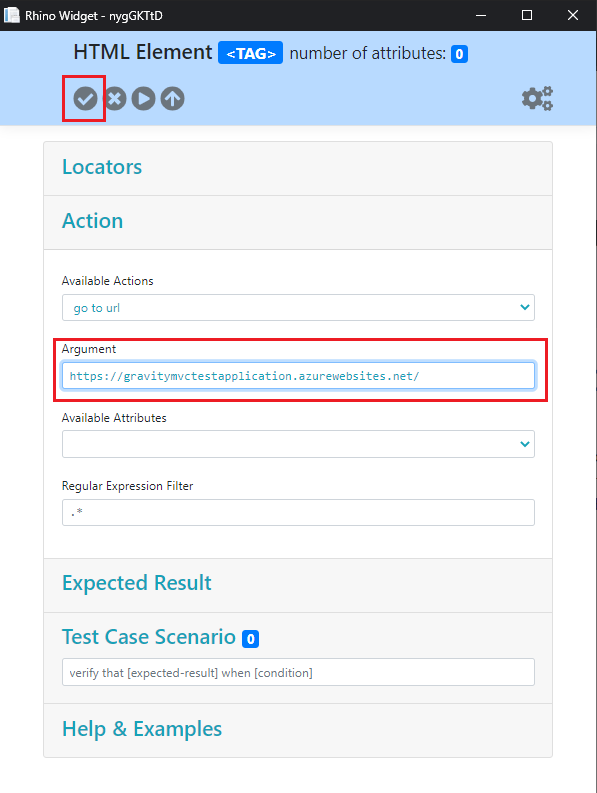 Rhino Widget - nygGKTtD
HTML Element <TAG> number of attributes: 0
Locators
Action
Available Actions
go to url
Argument
https://gravitymvctestapplication.azurewebsites.net/
Available Attributes
Regular Expression Filter
.*
Expected Result
Test Case Scenario 0
verify that [expected-result] when [condition]
Help & Examples